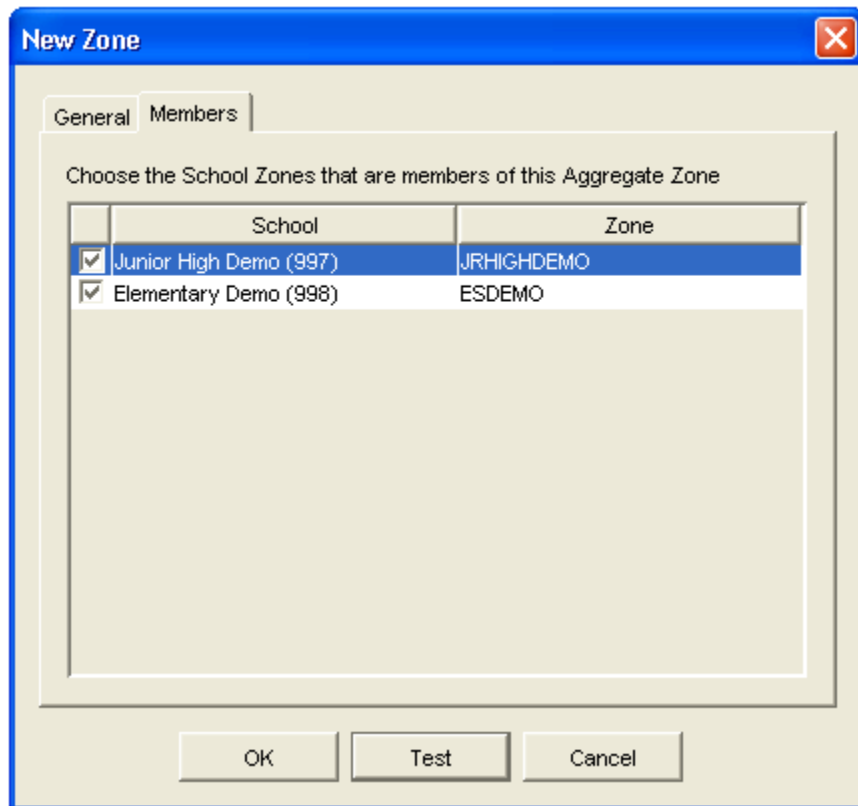 New Zone
General Members
Choose the School Zones that are members of this Aggregate Zone
School Zone
Junior High Demo (997) JRHIGHDEMO
Elementary Demo (998) ESDEMO
OK Test Cancel